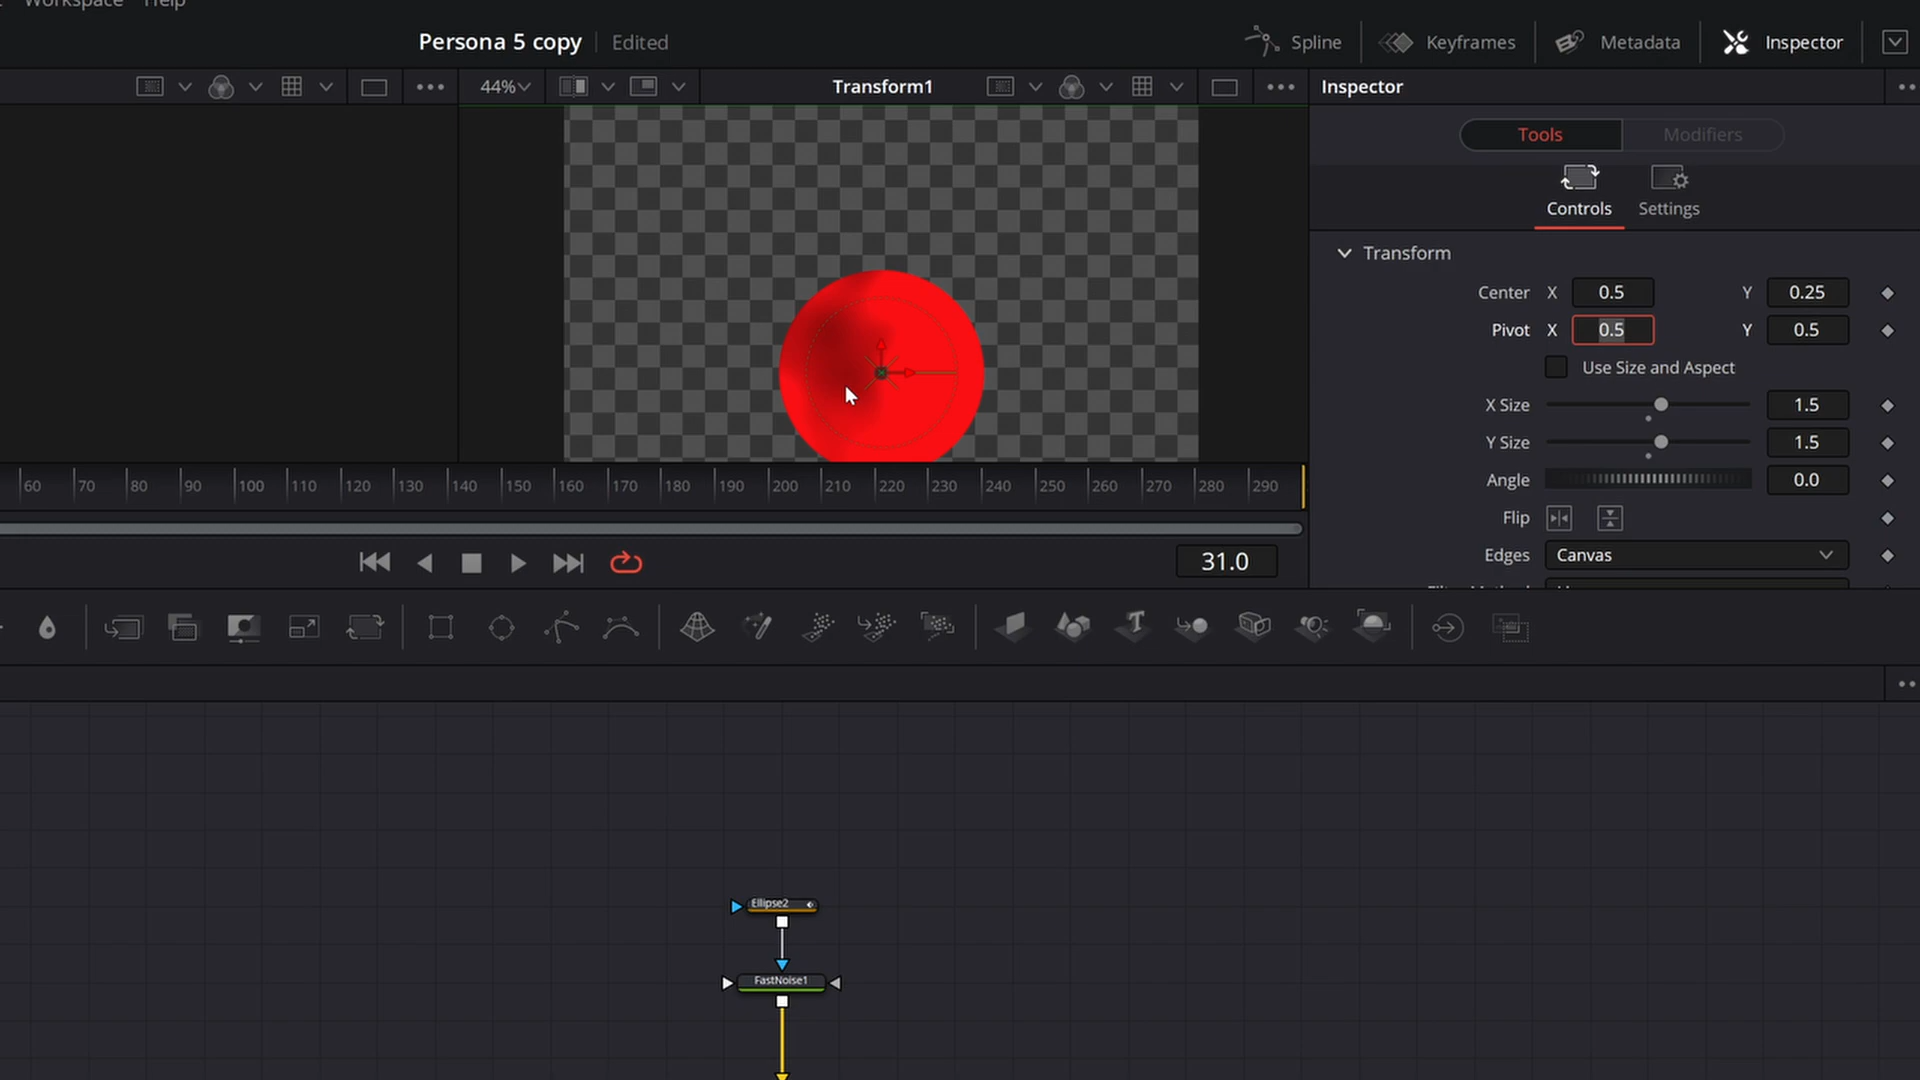 Workspace Help
Persona 5 copy Edited
Spline Keyframes Metadata Inspector
44% Transform1 Inspector
Tools Modifiers
Controls Settings
Transform
Center X 0.5 Y 0.25
Pivot X 0.5 Y 0.5
Use Size and Aspect
X Size 1.5
Y Size 1.5
Angle 0.0
Flip
Edges Canvas
60 70 80 90 100 110 120 130 140 150 160 170 180 190 200 210 220 230 240 250 260 270 280 290
31.0
Ellipse2
FastNoise1